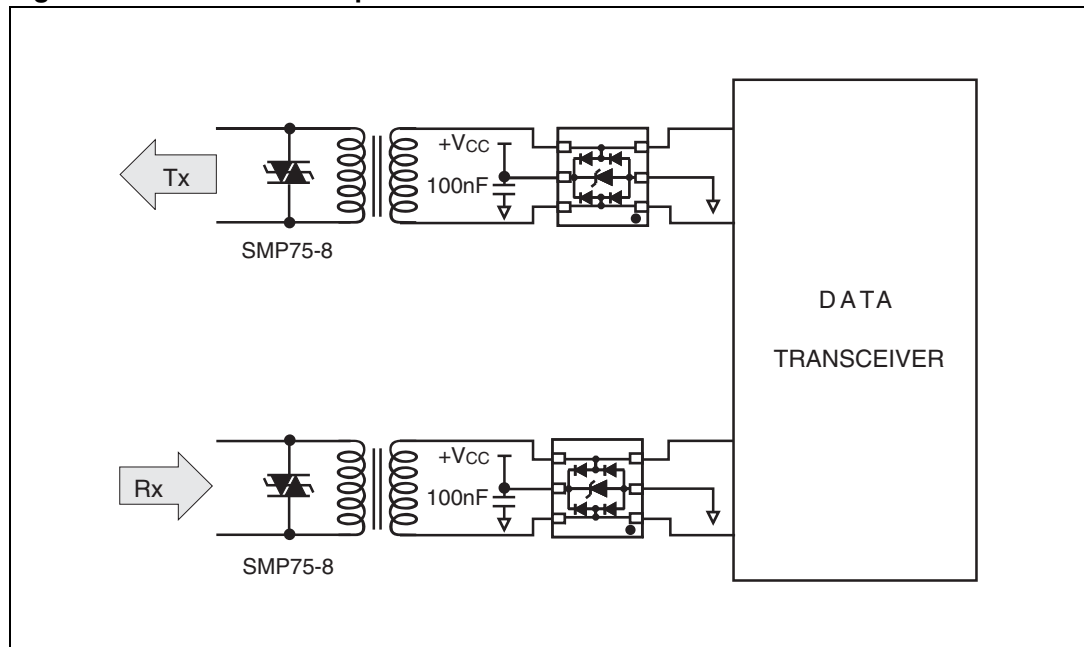 +VCC
100nF
Tx
SMP75-8
DATA
TRANSCEIVER
+VCC
100nF
Rx
SMP75-8